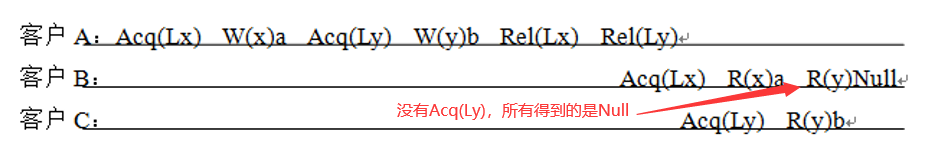 客户 A：Acq(Lx) W(x)a Acq(Ly) W(y)b Rel(Lx) Rel(Ly)↵
客户 B： Acq(Lx) R(x)a R(y)Null↵
没有Acq(Ly)，所有得到的是Null
客户 C： Acq(Ly) R(y)b↵